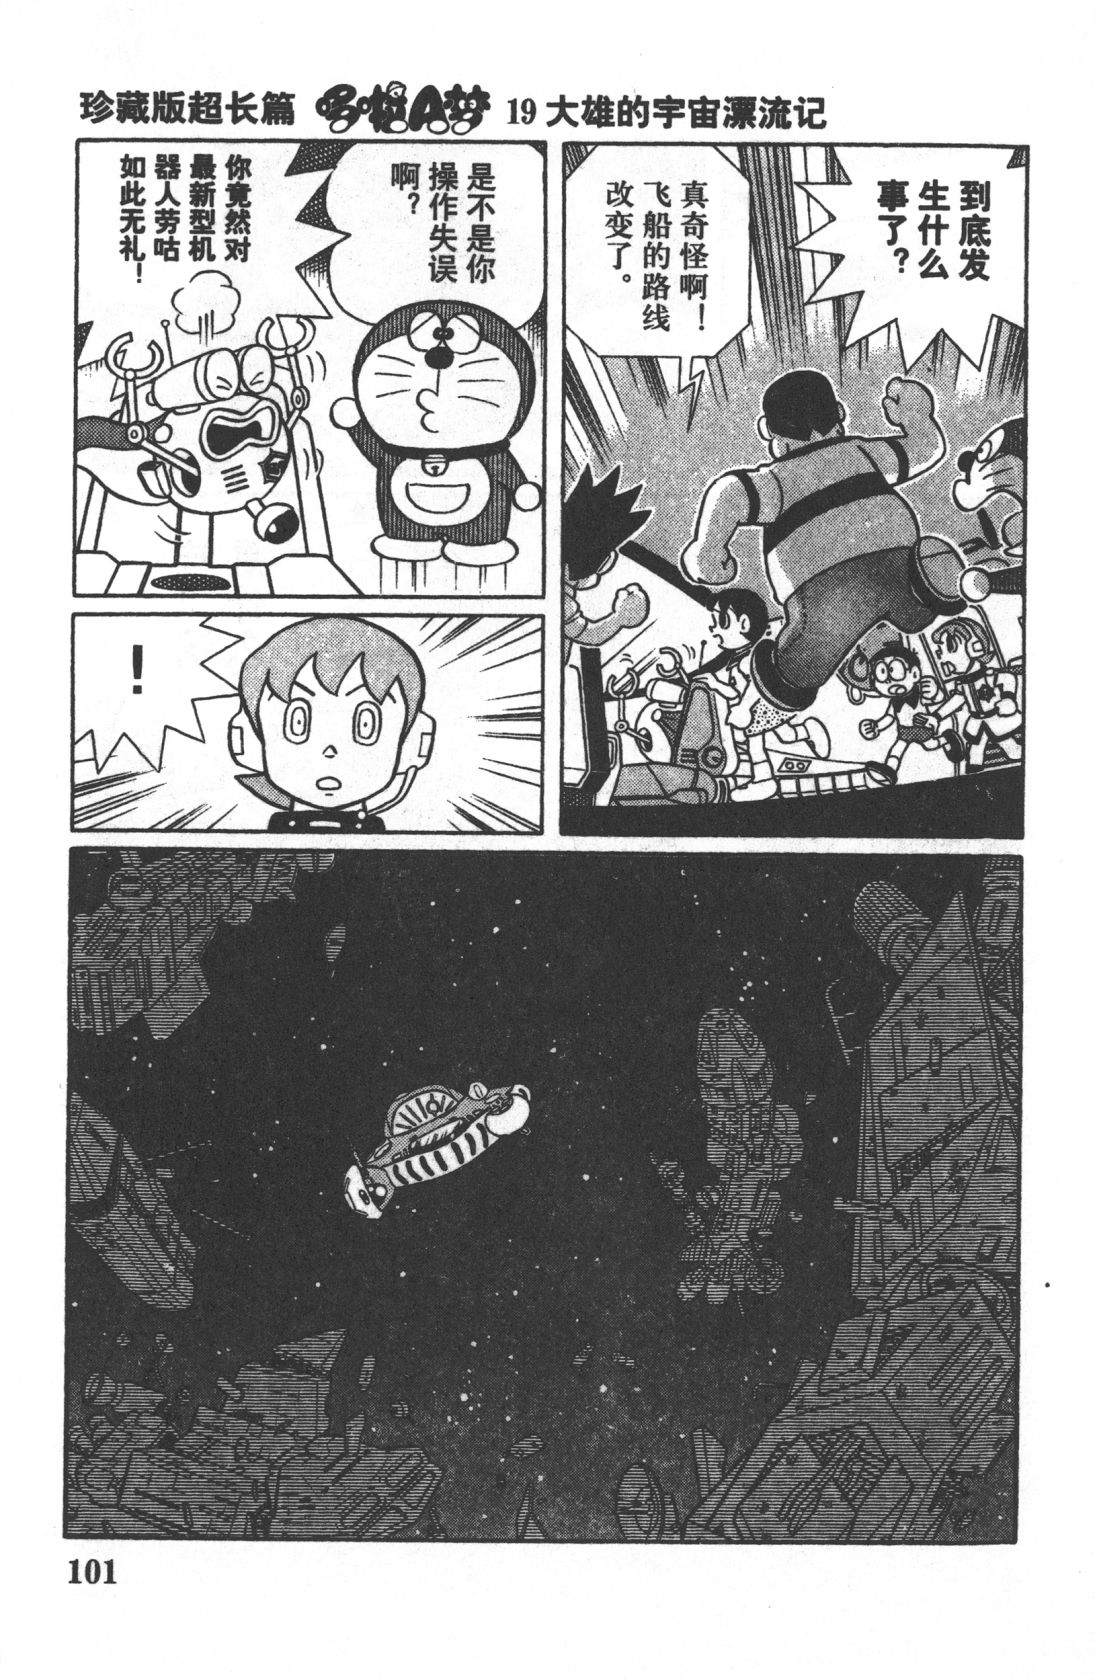 珍藏版超长篇 哆啦A梦 19 大雄的宇宙漂流记
到底发
生什么
事了？
真奇怪啊！
飞船的路线
改变了。
是不是你
操作失误
啊？
你竟然对
最新型机
器人劳咕
如此无礼！
！
101